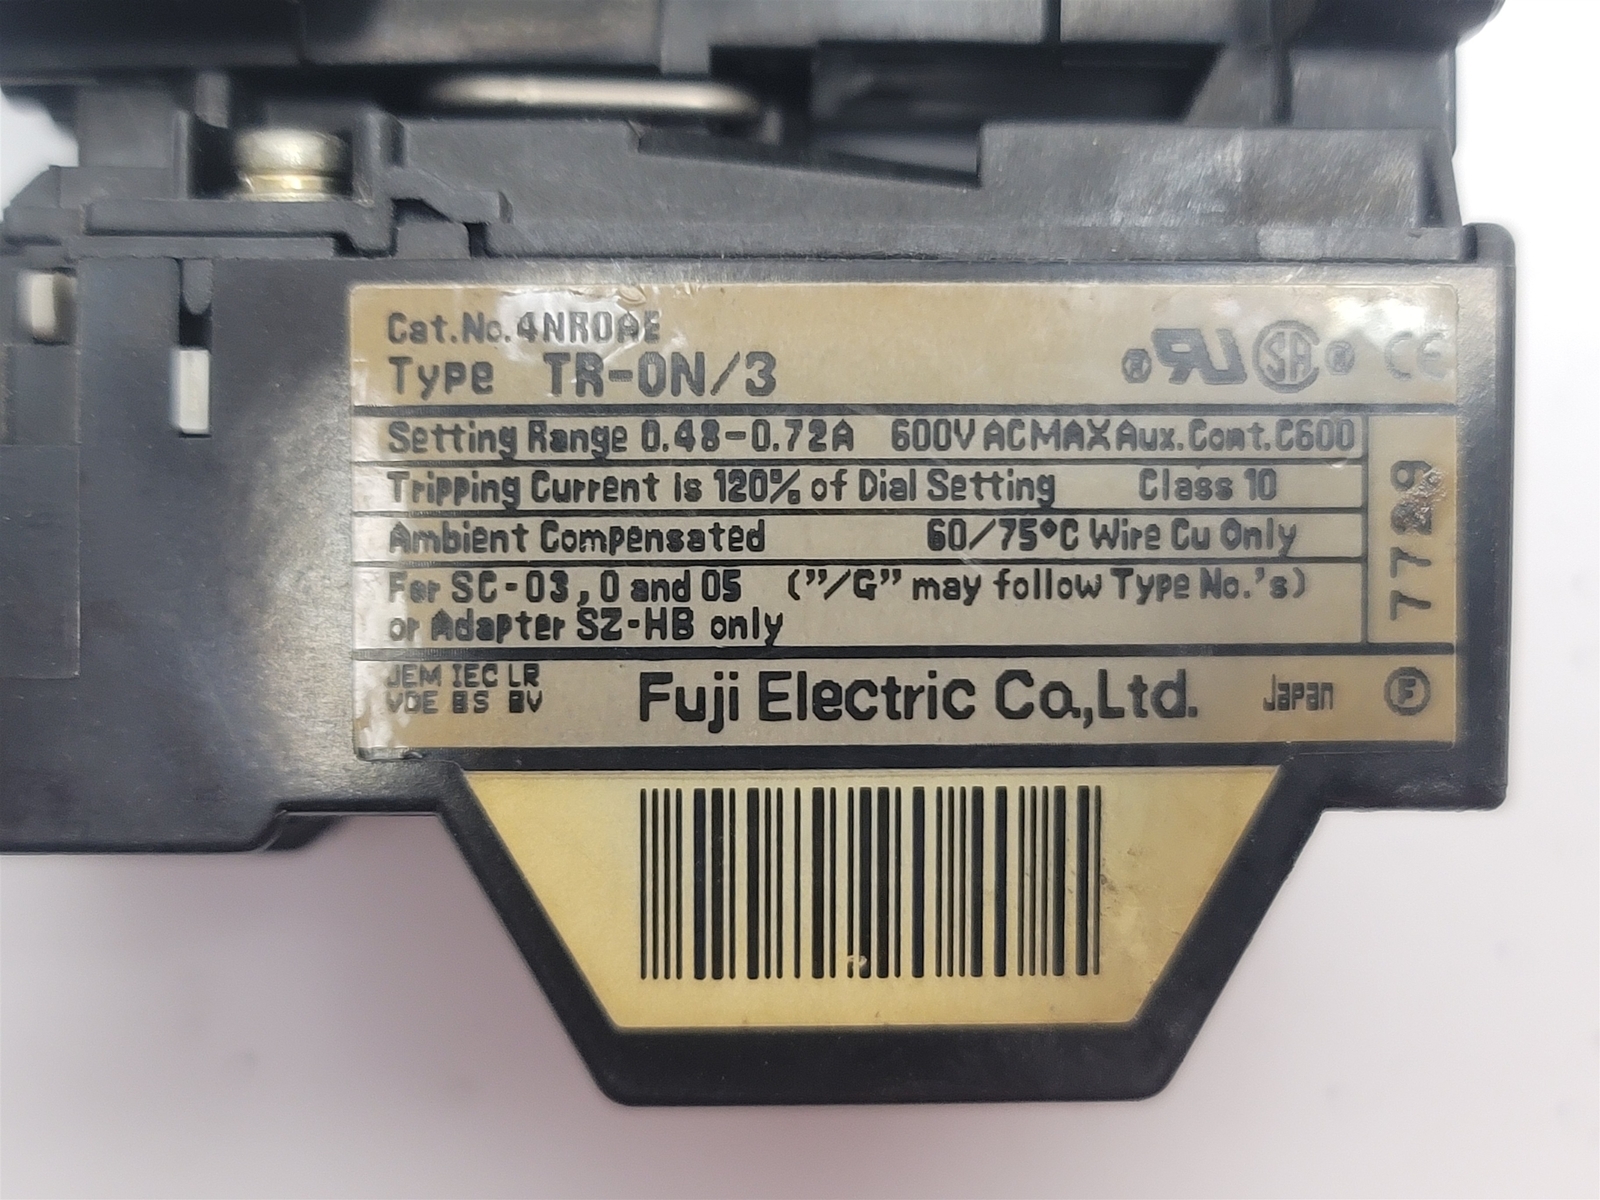 Cat.No. 4NR0AE
Type TR-0N/3
®UR SA® CE
Setting Range 0.48-0.72A 600V AC MAX Aux.Cont.C600
Tripping Current is 120% of Dial Setting Class 10
Ambient Compensated 60/75°C Wire Cu Only
For SC-03,0 and 05 ("/G" may follow Type No.'s)
or Adapter SZ-HB only
7729
JEM IEC LR
VDE BS BV
Fuji Electric Co.,Ltd. Japan F